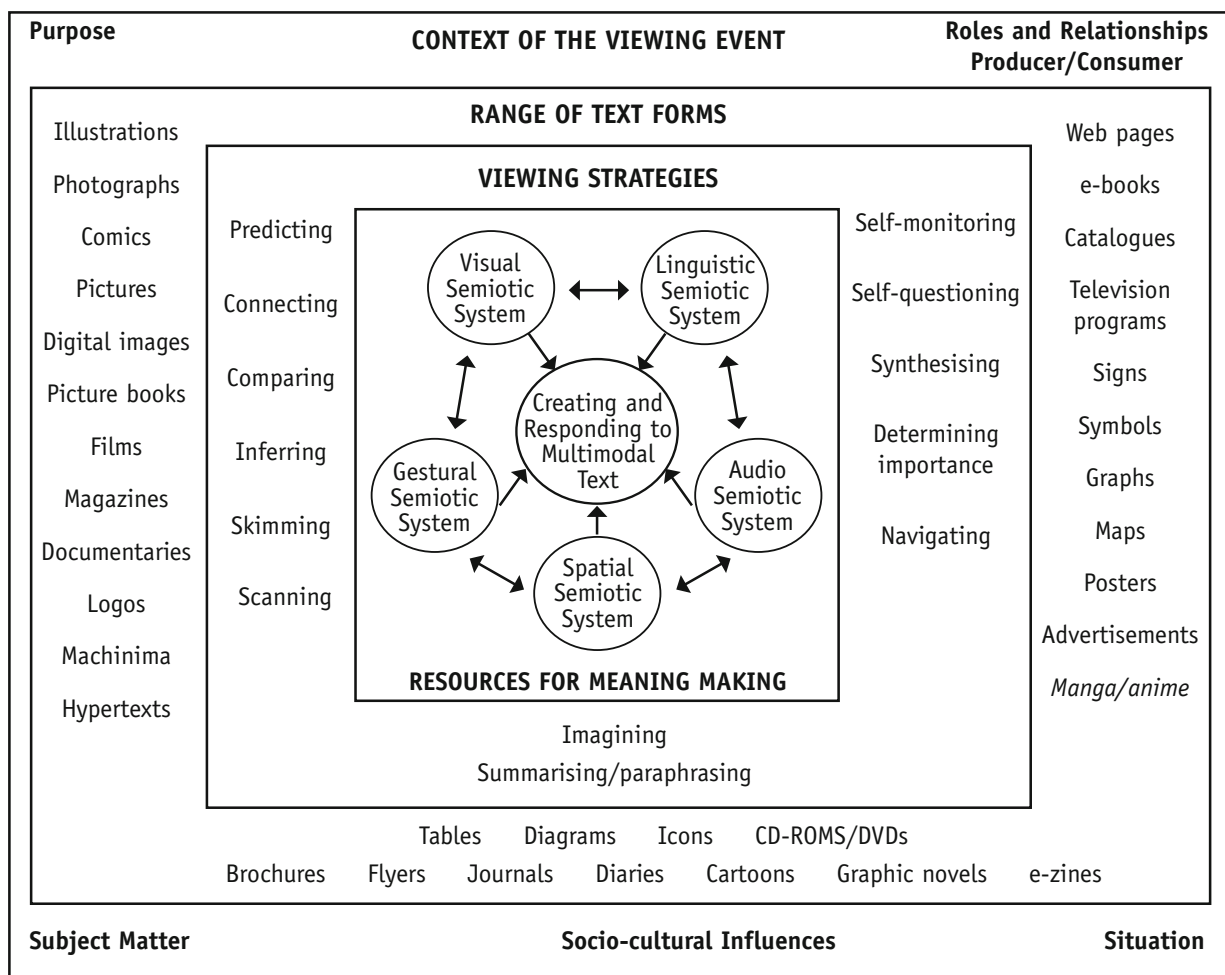 Purpose
CONTEXT OF THE VIEWING EVENT
Roles and Relationships
Producer/Consumer
RANGE OF TEXT FORMS
Illustrations
Photographs
Comics
Pictures
Digital images
Picture books
Films
Magazines
Documentaries
Logos
Machinima
Hypertexts
VIEWING STRATEGIES
Predicting
Connecting
Comparing
Inferring
Skimming
Scanning
Visual
Semiotic
System
Linguistic
Semiotic
System
Creating and
Responding to
Multimodal
Text
Gestural
Semiotic
System
Audio
Semiotic
System
Spatial
Semiotic
System
RESOURCES FOR MEANING MAKING
Self-monitoring
Self-questioning
Synthesising
Determining
importance
Navigating
Imagining
Summarising/paraphrasing
Web pages
e-books
Catalogues
Television
programs
Signs
Symbols
Graphs
Maps
Posters
Advertisements
Manga/anime
Tables Diagrams Icons CD-ROMS/DVDs
Brochures Flyers Journals Diaries Cartoons Graphic novels e-zines
Subject Matter Socio-cultural Influences Situation